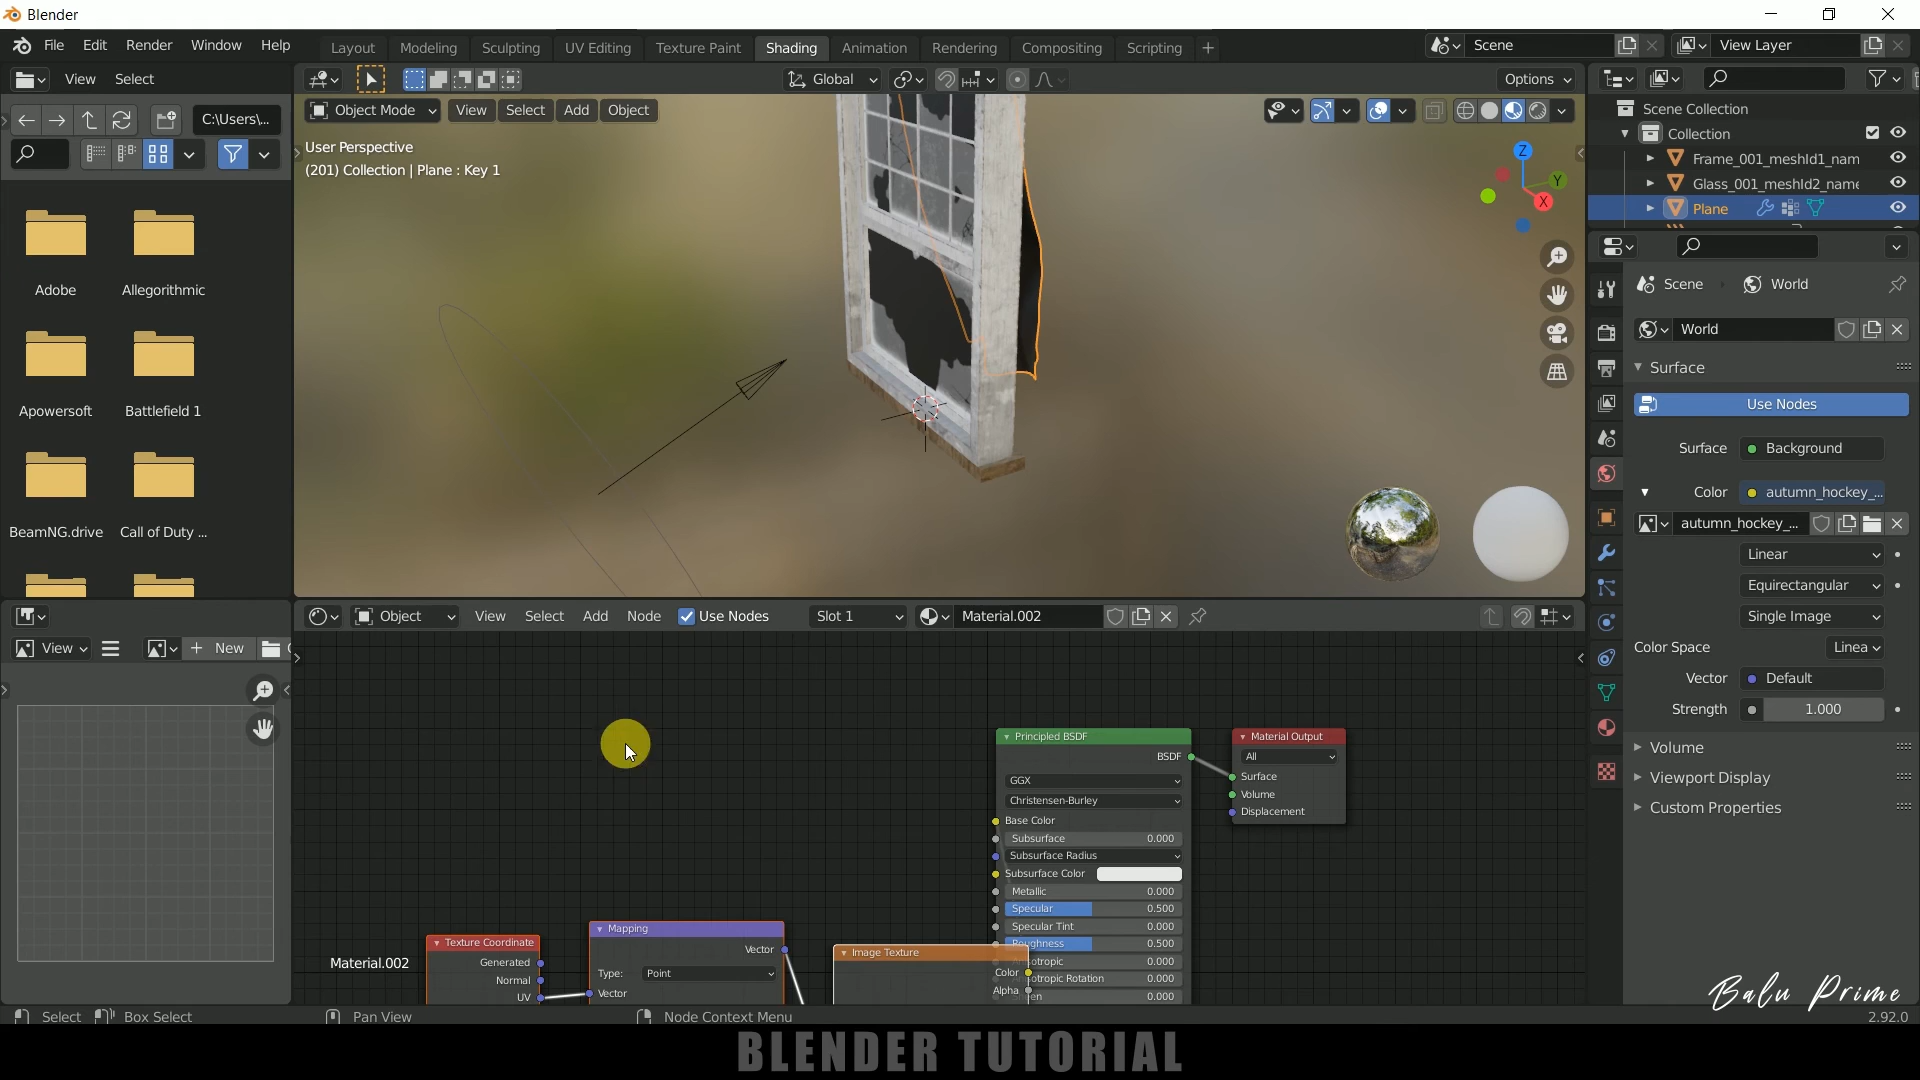 Blender
File Edit Render Window Help
Layout Modeling Sculpting UV Editing Texture Paint Shading Animation Rendering Compositing Scripting
Scene
View Layer
View Select
Global
Options
C:\Users\...
Object Mode View Select Add Object
User Perspective
(201) Collection | Plane : Key 1
Z
Y
X
Adobe
Allegorithmic
Apowersoft
Battlefield 1
BeamNG.drive
Call of Duty ...
Scene Collection
Collection
Frame_001_meshId1_nam
Glass_001_meshId2_name
Plane
Scene
World
World
Surface
Use Nodes
Surface
Background
Color
autumn_hockey_...
autumn_hockey_...
Linear
Equirectangular
Single Image
Color Space
Linea
Vector
Default
Strength
1.000
Volume
Viewport Display
Custom Properties
Object View Select Add Node Use Nodes Slot 1 Material.002
View
New
Principled BSDF
BSDF
GGX
Christensen-Burley
Base Color
Subsurface 0.000
Subsurface Radius
Subsurface Color
Metallic 0.000
Specular 0.500
Specular Tint 0.000
Roughness 0.500
sotropic 0.000
otropic Rotation 0.000
een 0.000
Material Output
All
Surface
Volume
Displacement
Texture Coordinate
Generated
Normal
UV
Mapping
Vector
Type: Point
Vector
Image Texture
Color
Alpha
Material.002
Balu Prime
Select Box Select Pan View Node Context Menu
2.92.0
BLENDER TUTORIAL